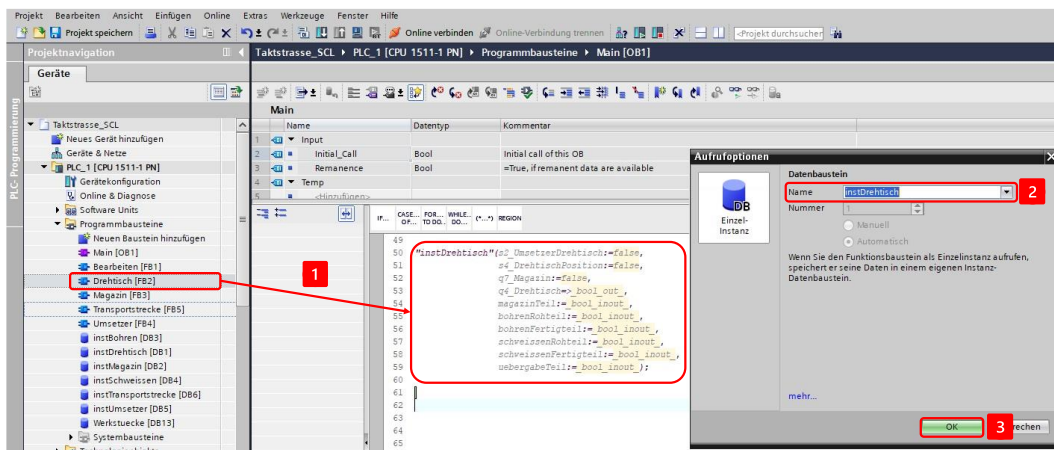 Projekt Bearbeiten Ansicht Einfügen Online Extras Werkzeuge Fenster Hilfe
Projekt speichern Online verbinden Online-Verbindung trennen <Projekt durchsuchen
Projektnavigation
Taktstrasse_SCL PLC_1 [CPU 1511-1 PN] Programmbausteine Main [OB1]
Geräte
PLC-Programmierung
Taktstrasse_SCL
Neues Gerät hinzufügen
Geräte & Netze
PLC_1 [CPU 1511-1 PN]
Gerätekonfiguration
Online & Diagnose
Software Units
Programmbausteine
Neuen Baustein hinzufügen
Main [OB1]
Bearbeiten [FB1]
Drehtisch [FB2]
Magazin [FB3]
Transportstrecke [FB5]
Umsetzer [FB4]
instBohren [DB3]
instDrehtisch [DB1]
instMagazin [DB2]
instSchweissen [DB4]
instTransportstrecke [DB6]
instUmsetzer [DB5]
Werkstuecke [DB13]
Systembausteine
Main
Name Datentyp Kommentar
1 Input
2 Initial_Call Bool Initial call of this OB
3 Remanence Bool =True, if remanent data are available
4 Temp
5 <Hinzufügen>
IF... CASE... FOR... WHILE... (*...*) REGION
OF... TO DO.. DO...
49
50 "instDrehtisch"(s2_UmsetzerDrehtisch:=false,
51 s4_DrehtischPosition:=false,
52 q7_Magazin:=false,
53 q4_Drehtisch=>_bool_out_,
54 magazinTeil:=_bool_inout_,
55 bohrenRohteil:=_bool_inout_,
56 bohrenFertigteil:=_bool_inout_,
57 schweissenRohteil:=_bool_inout_,
58 schweissenFertigteil:=_bool_inout_,
59 uebergabeTeil:=_bool_inout_);
60
61
62
63
64
65
1
Aufrufoptionen X
Datenbaustein
Name instDrehtisch 2
Nummer 1
Manuell
Automatisch
DB
Einzel-
Instanz
Wenn Sie den Funktionsbaustein als Einzelinstanz aufrufen,
speichert er seine Daten in einem eigenen Instanz-
Datenbaustein.
mehr...
OK 3 rechen